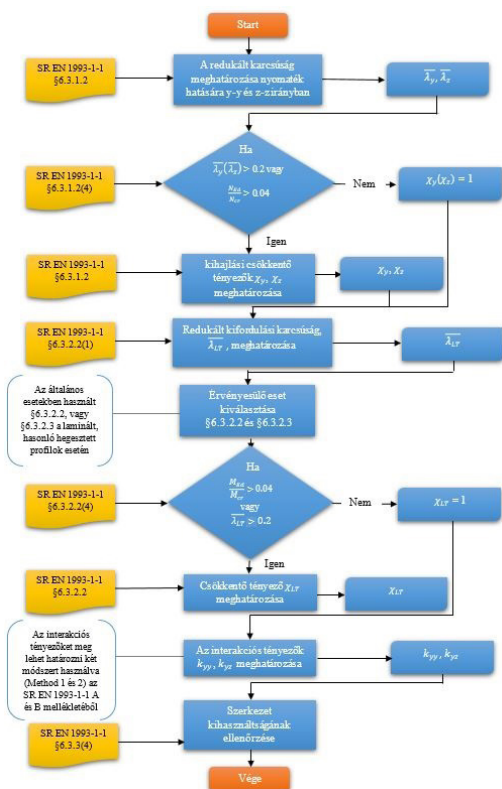 Start
SR EN 1993-1-1
§6.3.1.2
A redukált karcsúság
meghatározása nyomaték
hatására y-y és z-z irányban
λ̅y, λ̅z
Ha
λ̅y(λ̅z) > 0.2 vagy
NEd/Ncr > 0.04
SR EN 1993-1-1
§6.3.1.2(4)
Nem
χy(χz) = 1
Igen
SR EN 1993-1-1
§6.3.1.2
kihajlási csökkentő
tényezők χy, χz
meghatározása
χy, χz
SR EN 1993-1-1
§6.3.2.2(1)
Redukált kifordulási karcsúság,
λ̅LT , meghatározása
λ̅LT
Az általános
esetekben használt
§6.3.2.2, vagy
§6.3.2.3 a laminált,
hasonló hegesztett
profilok esetén
Érvényesülő eset
kiválasztása
§6.3.2.2 és §6.3.2.3
Ha
MEd/Mcr > 0.04
vagy
λ̅LT > 0.2
SR EN 1993-1-1
§6.3.2.2(4)
Nem
χLT = 1
Igen
SR EN 1993-1-1
§6.3.2.2
Csökkentő tényező χLT
meghatározása
χLT
Az interakciós
tényezőket meg
lehet határozni két
módszert használva
(Method 1 és 2) az
SR EN 1993-1-1 A
és B mellékletéből
Az interakciós tényezők
kyy, kyz meghatározása
kyy, kyz
SR EN 1993-1-1
§6.3.3(4)
Szerkezet
kihasználtságának
ellenőrzése
Vége